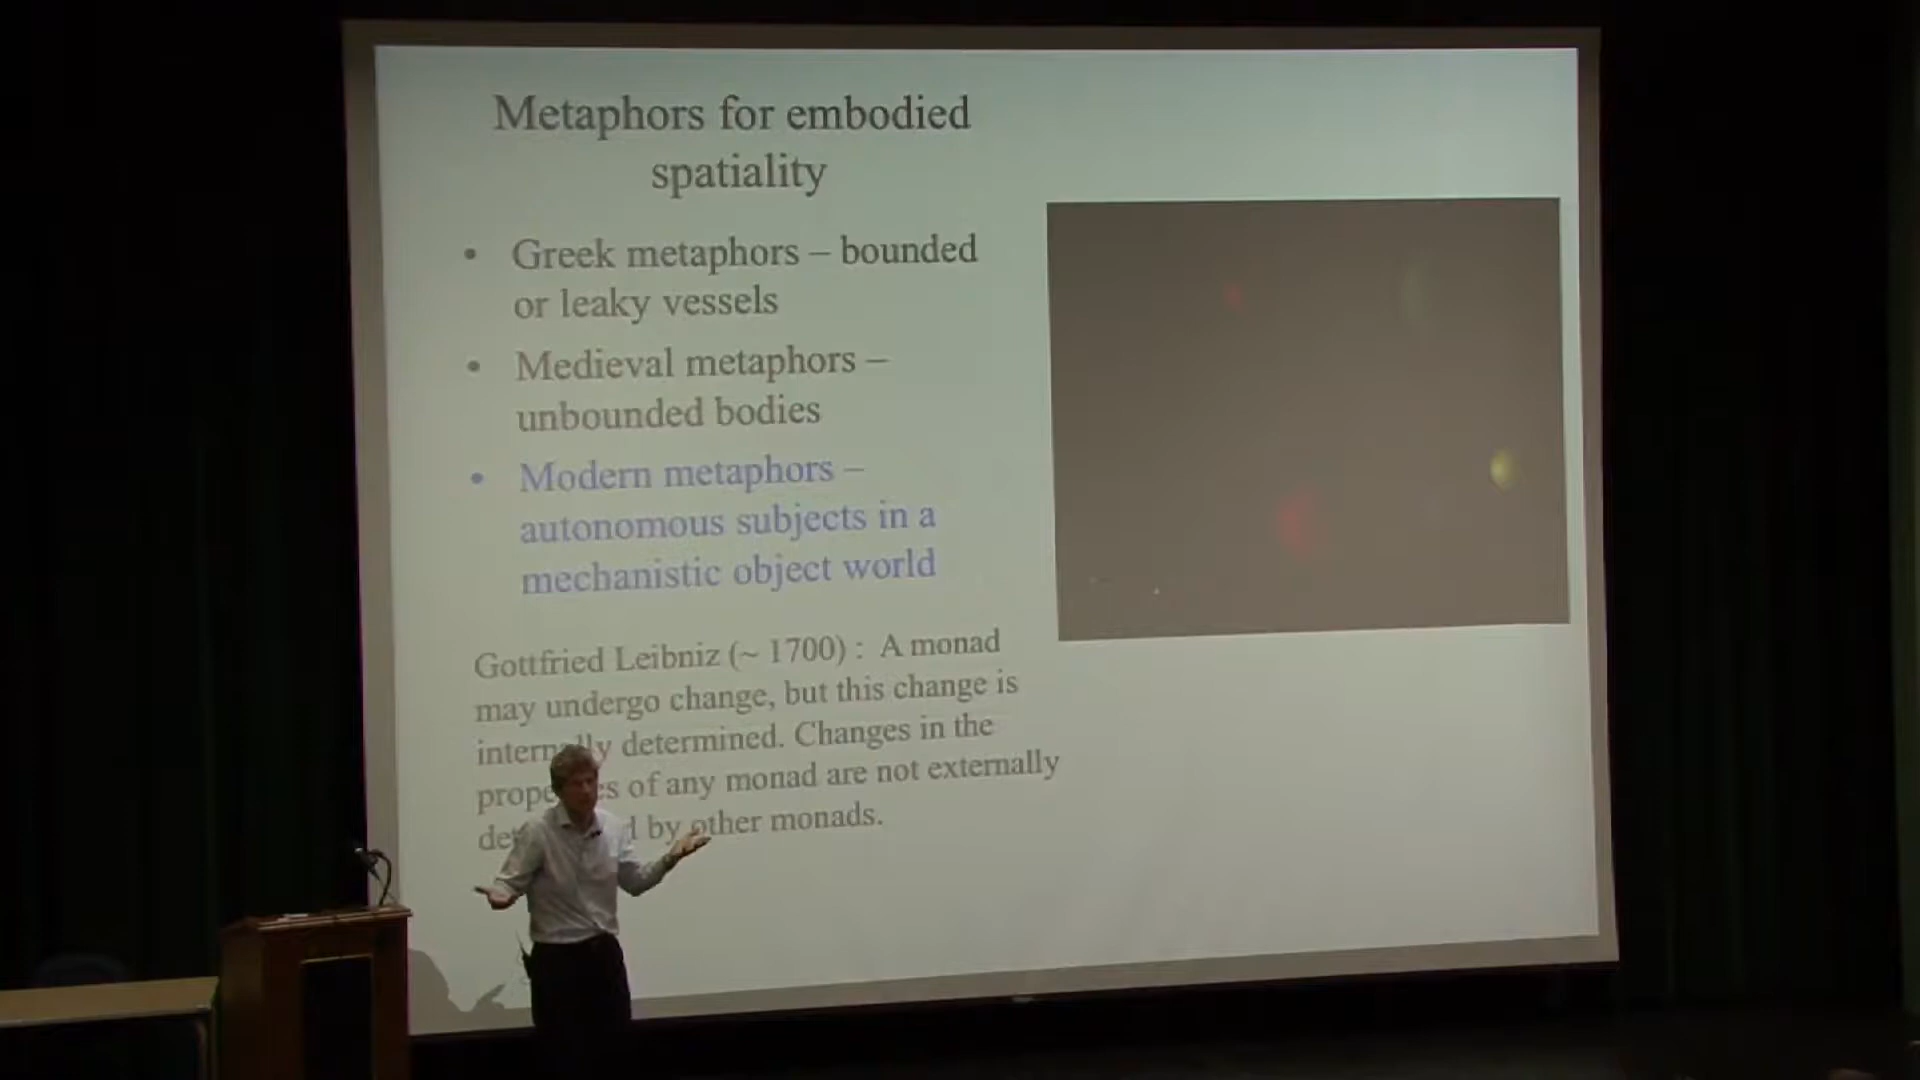 Metaphors for embodied
spatiality
• Greek metaphors – bounded
or leaky vessels
• Medieval metaphors –
unbounded bodies
• Modern metaphors –
autonomous subjects in a
mechanistic object world
Gottfried Leibniz (~ 1700) : A monad
may undergo change, but this change is
internally determined. Changes in the
of any monad are not externally
by other monads.